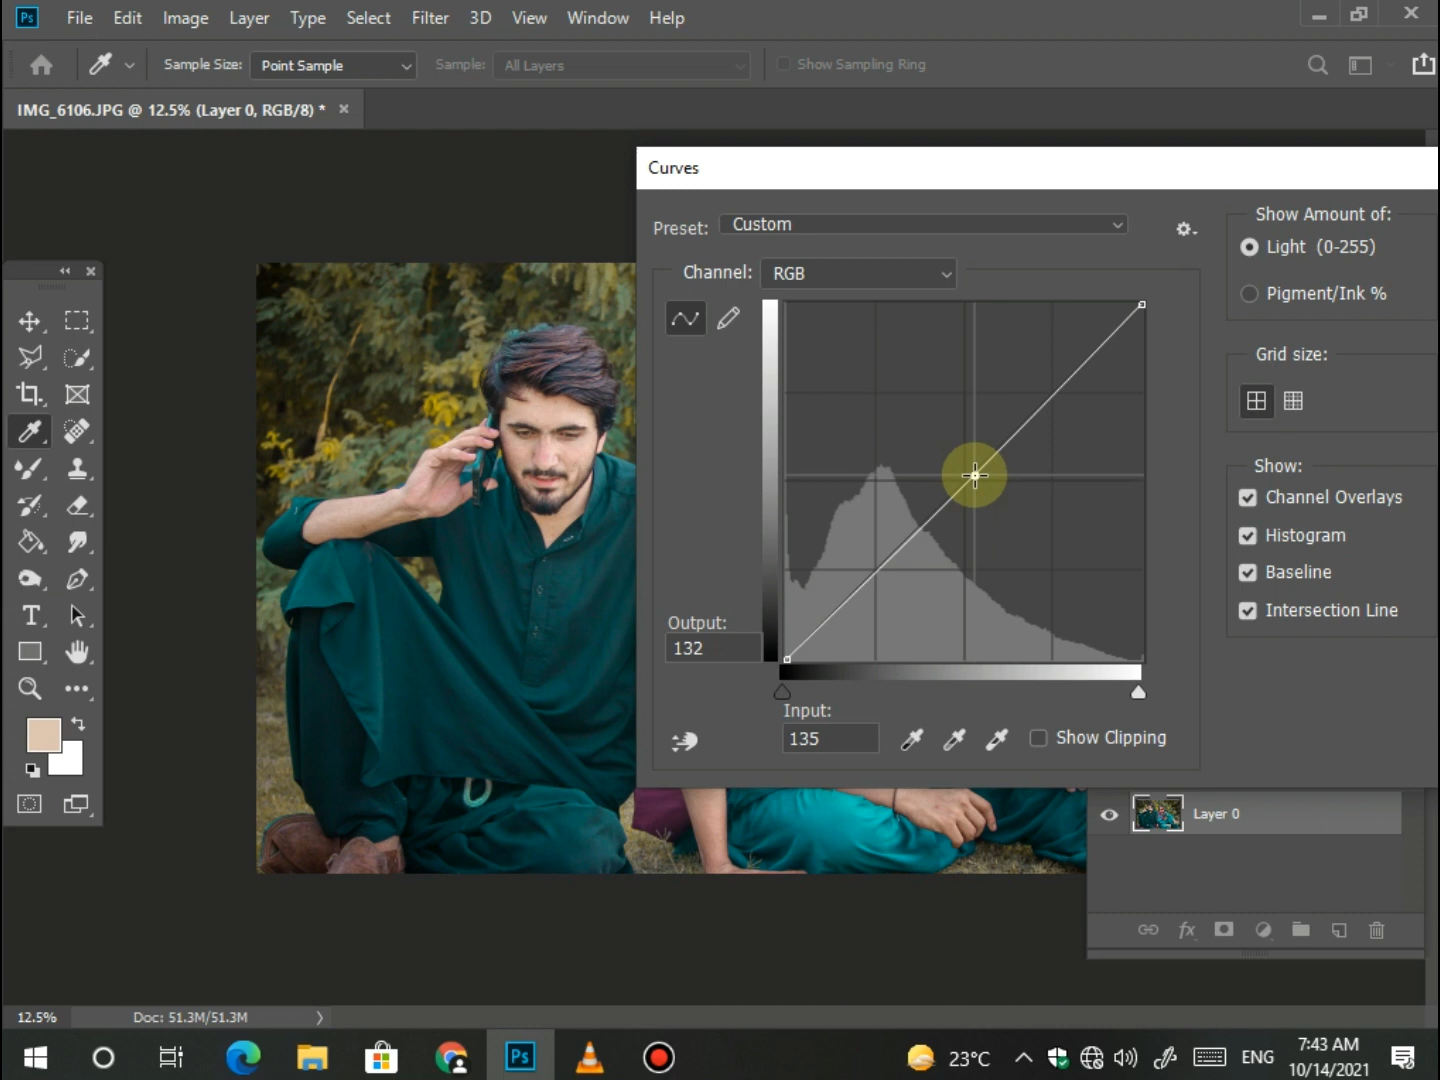 Ps File Edit Image Layer Type Select Filter 3D View Window Help
Sample Size: Point Sample Sample: All Layers Show Sampling Ring
IMG_6106.JPG @ 12.5% (Layer 0, RGB/8) *
Curves
Preset: Custom
Show Amount of:
Light (0-255)
Pigment/Ink %
Channel: RGB
Grid size:
Show:
Channel Overlays
Histogram
Baseline
Intersection Line
Output:
132
Input:
135
Show Clipping
T
Layer 0
fx
12.5% Doc: 51.3M/51.3M
Ps 23°C ENG 7:43 AM
10/14/2021